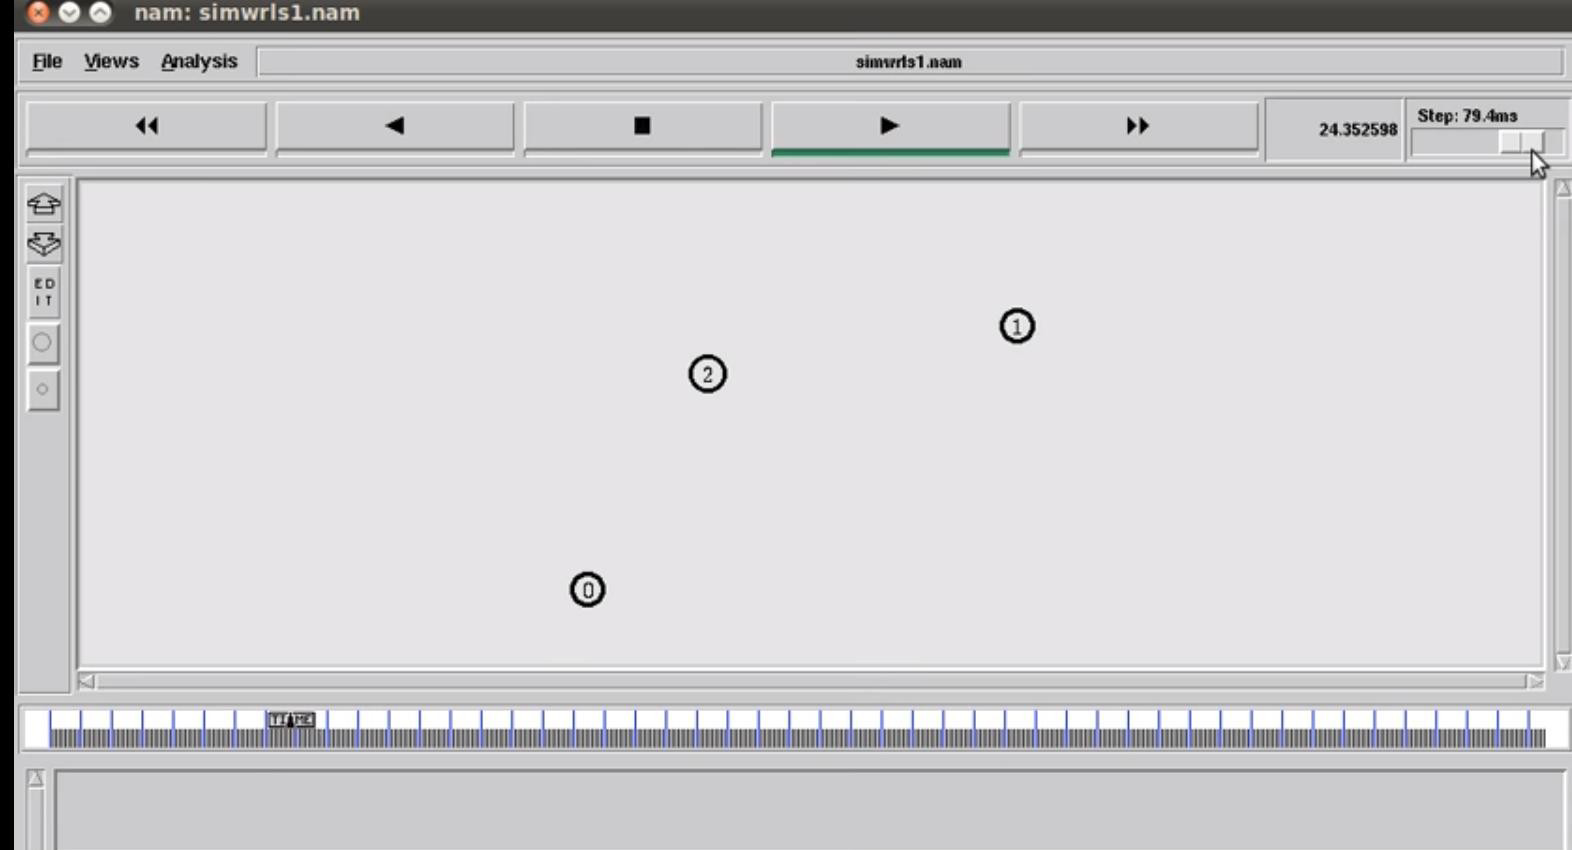 nam: simwrls1.nam
File Views Analysis simwrls1.nam
24.352598 Step: 79.4ms
ED
IT
1
2
0
TIME